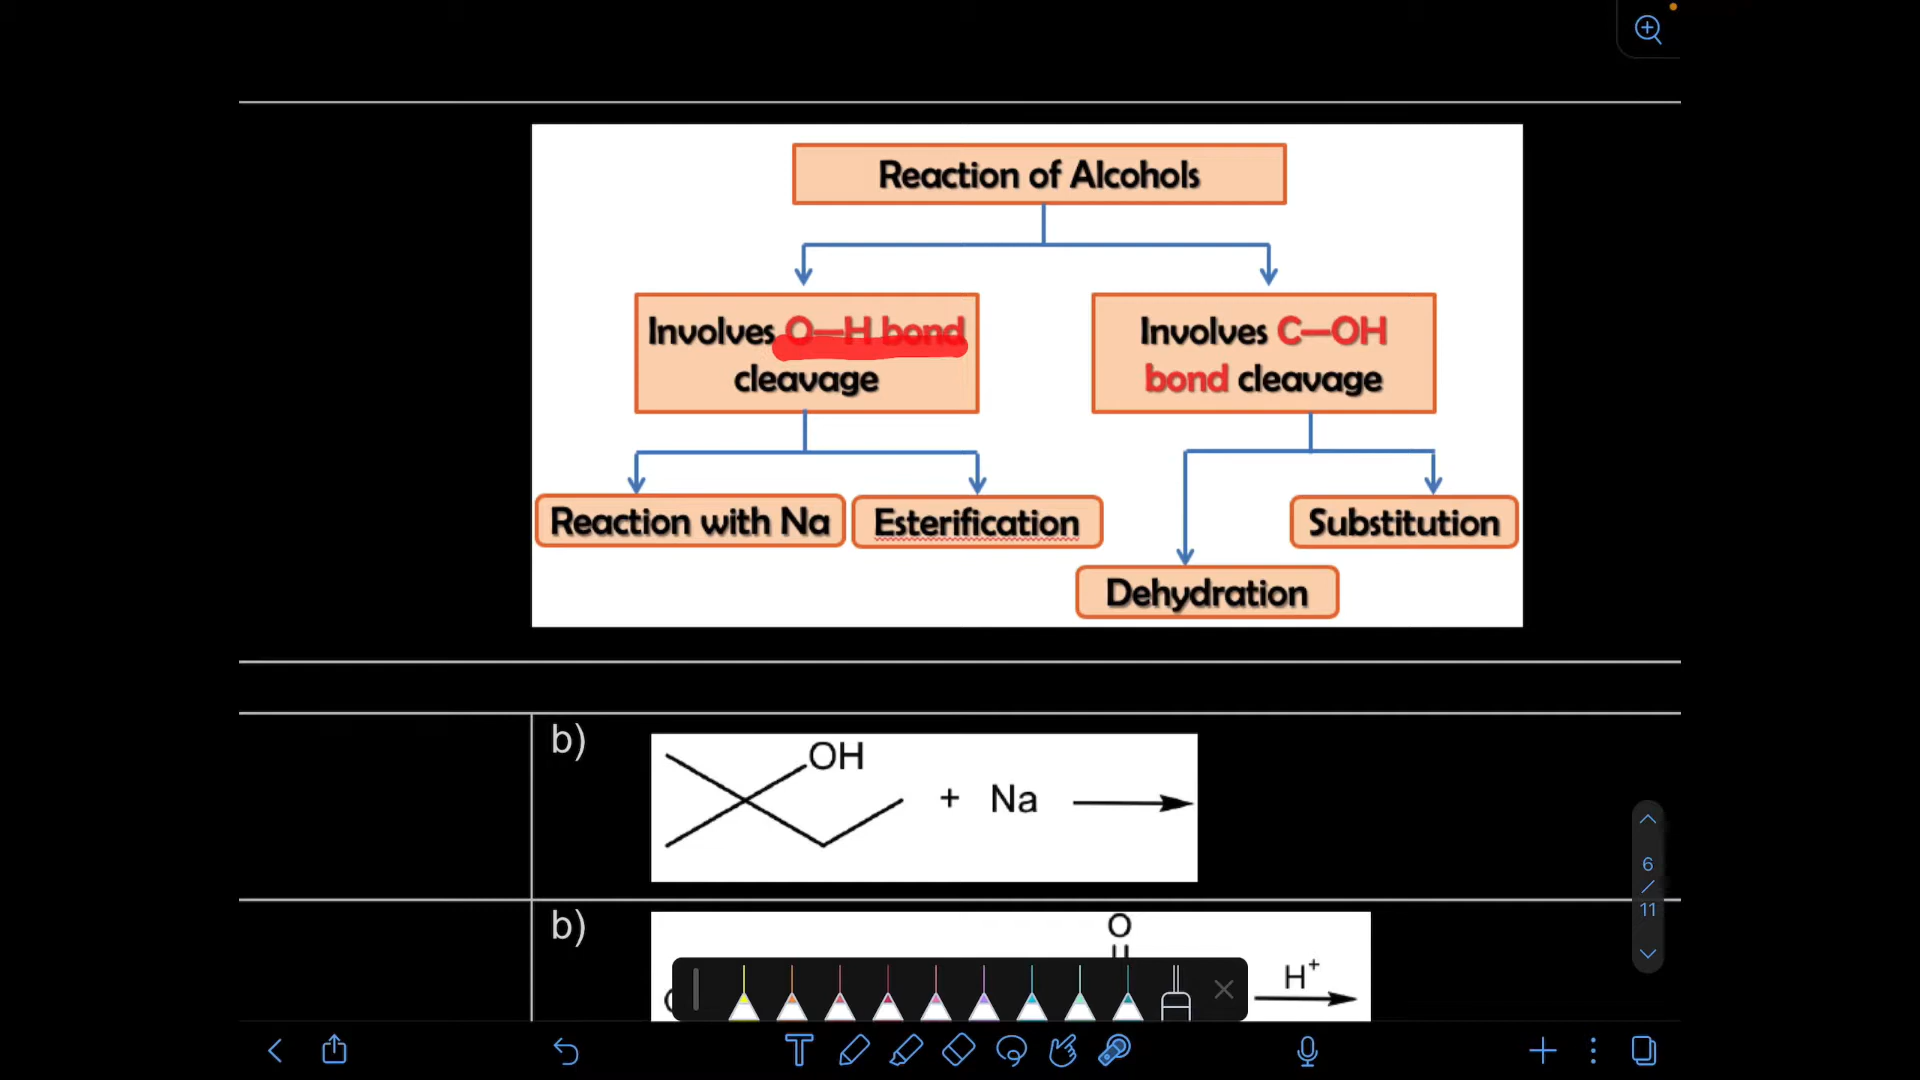 Reaction of Alcohols
Involves O—H bond
cleavage
Involves C—OH
bond cleavage
Reaction with Na
Esterification
Substitution
Dehydration
b)
OH
+ Na
b)
O
H+
6
/
11
T